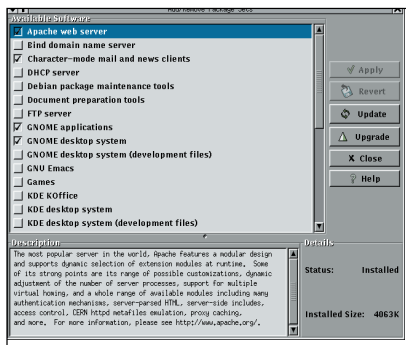 Add/Remove Package Sets
Available Software
Apache web server
Bind domain name server
Character-mode mail and news clients
DHCP server
Debian package maintenance tools
Document preparation tools
FTP server
GNOME applications
GNOME desktop system
GNOME desktop system (development files)
GNU Emacs
Games
KDE KOffice
KDE desktop system
KDE desktop system (development files)
Apply
Revert
Update
Upgrade
X Close
Help
Description
The most popular server in the world, Apache features a modular design
and supports dynamic selection of extension modules at runtime. Some
of its strong points are its range of possible customizations, dynamic
adjustment of the number of server processes, support for multiple
virtual homing, and a whole range of available modules including many
authentication mechanisms, server-parsed HTML, server-side includes,
access control, CERN httpd metafiles emulation, proxy caching,
and more. For more information, please see http://www.apache.org/.
Details
Status: Installed
Installed Size: 4063K